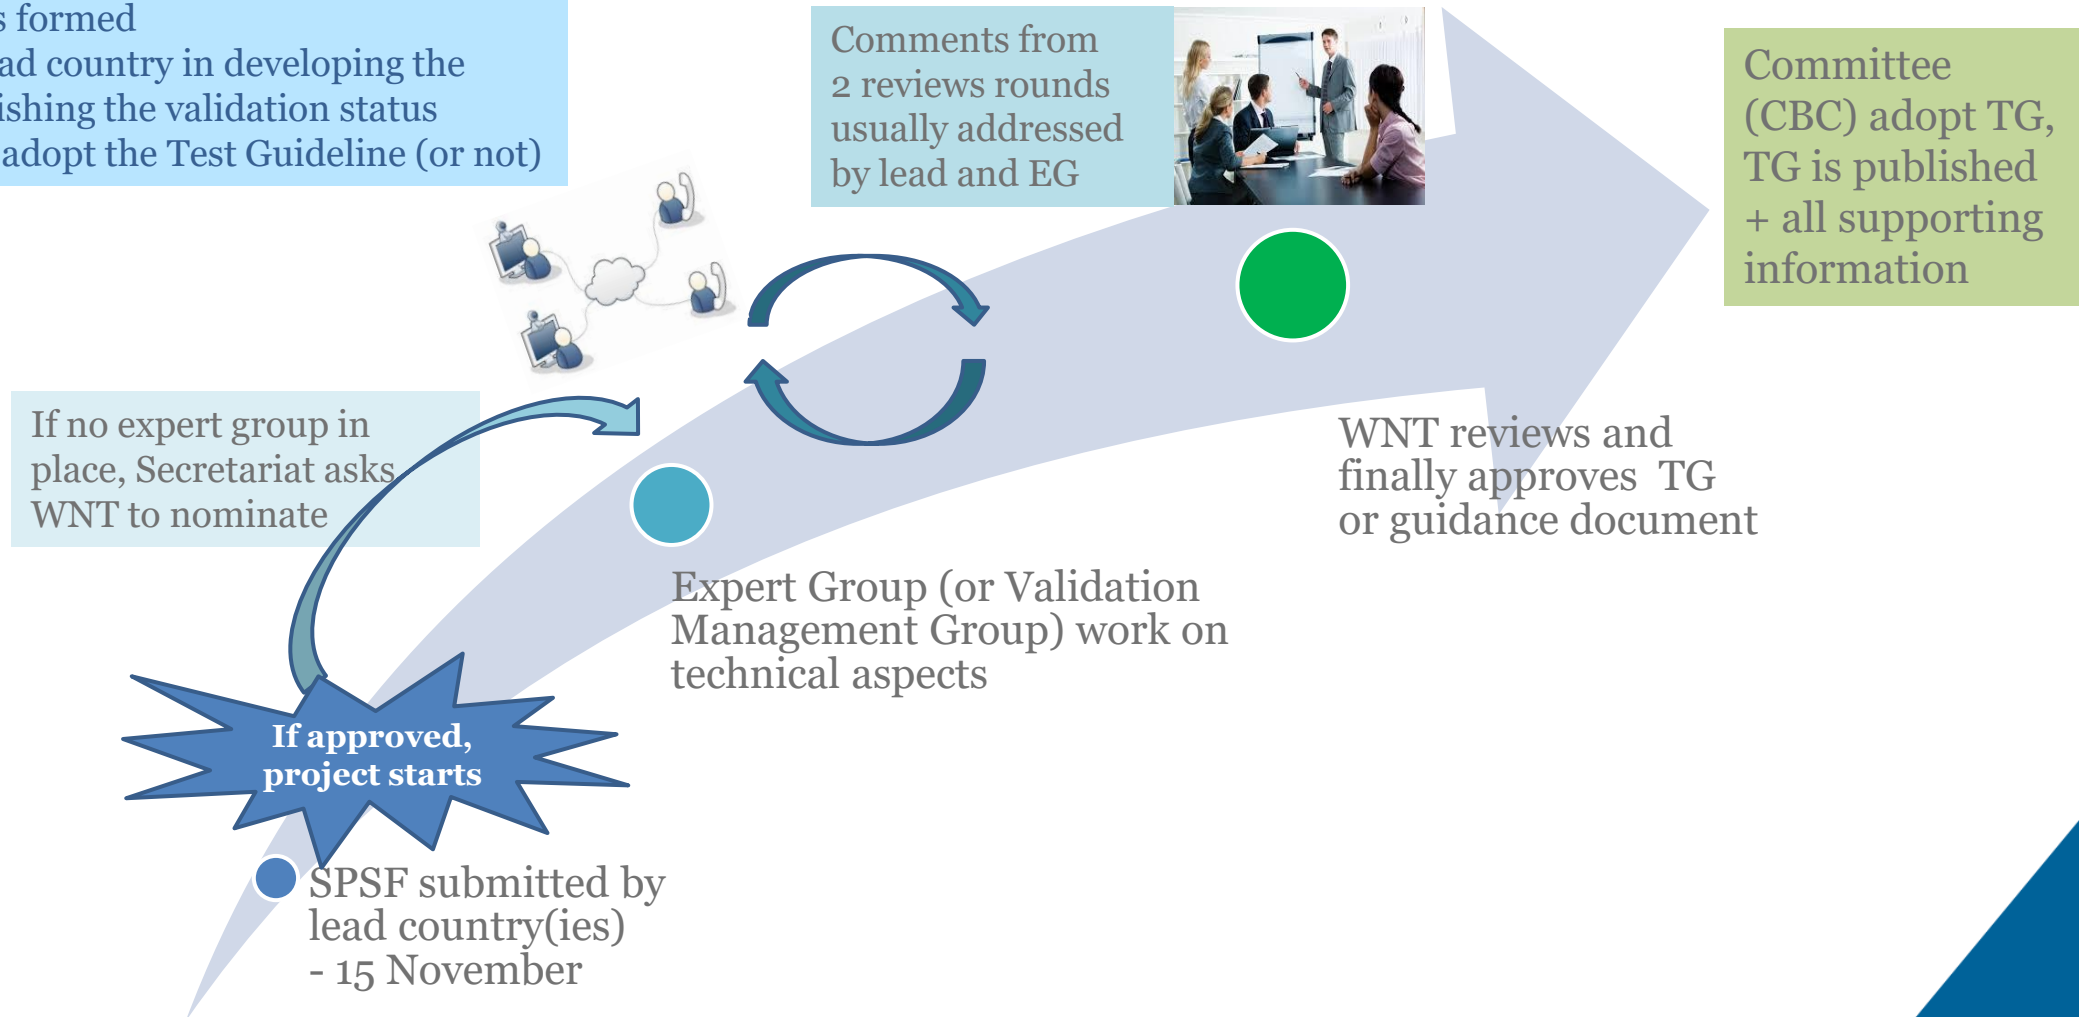 s formed
ad country in developing the
ishing the validation status
adopt the Test Guideline (or not)
Comments from
2 reviews rounds
usually addressed
by lead and EG
Committee
(CBC) adopt TG,
TG is published
+ all supporting
information
If no expert group in
place, Secretariat asks
WNT to nominate
WNT reviews and
finally approves TG
or guidance document
Expert Group (or Validation
Management Group) work on
technical aspects
If approved,
project starts
SPSF submitted by
lead country(ies)
- 15 November